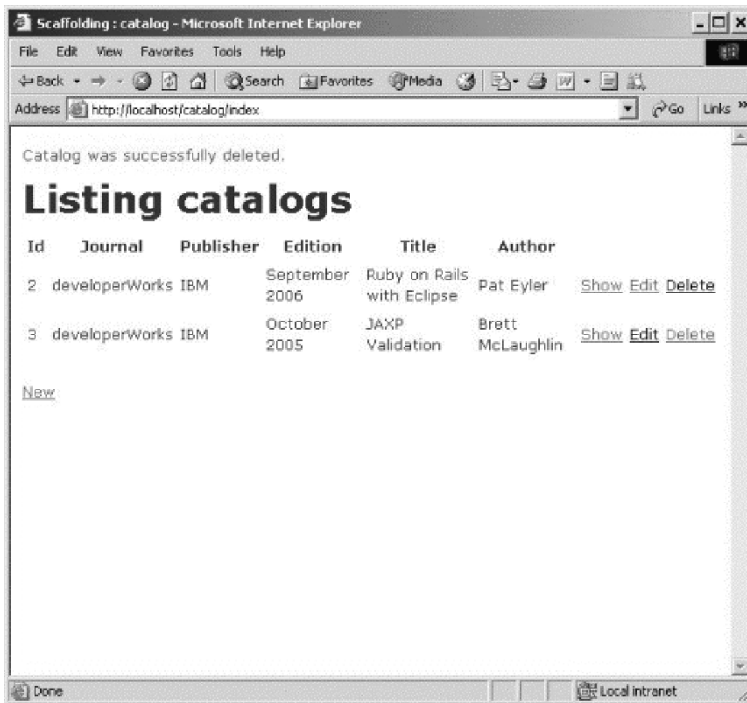 Scaffolding : catalog - Microsoft Internet Explorer
File Edit View Favorites Tools Help
Back Search Favorites Media
Address http://localhost/catalog/index Go Links »
Catalog was successfully deleted.
Listing catalogs
Id Journal Publisher Edition Title Author
2 developerWorks IBM September 2006 Ruby on Rails with Eclipse Pat Eyler Show Edit Delete
3 developerWorks IBM October 2005 JAXP Validation Brett McLaughlin Show Edit Delete
New
Done Local intranet